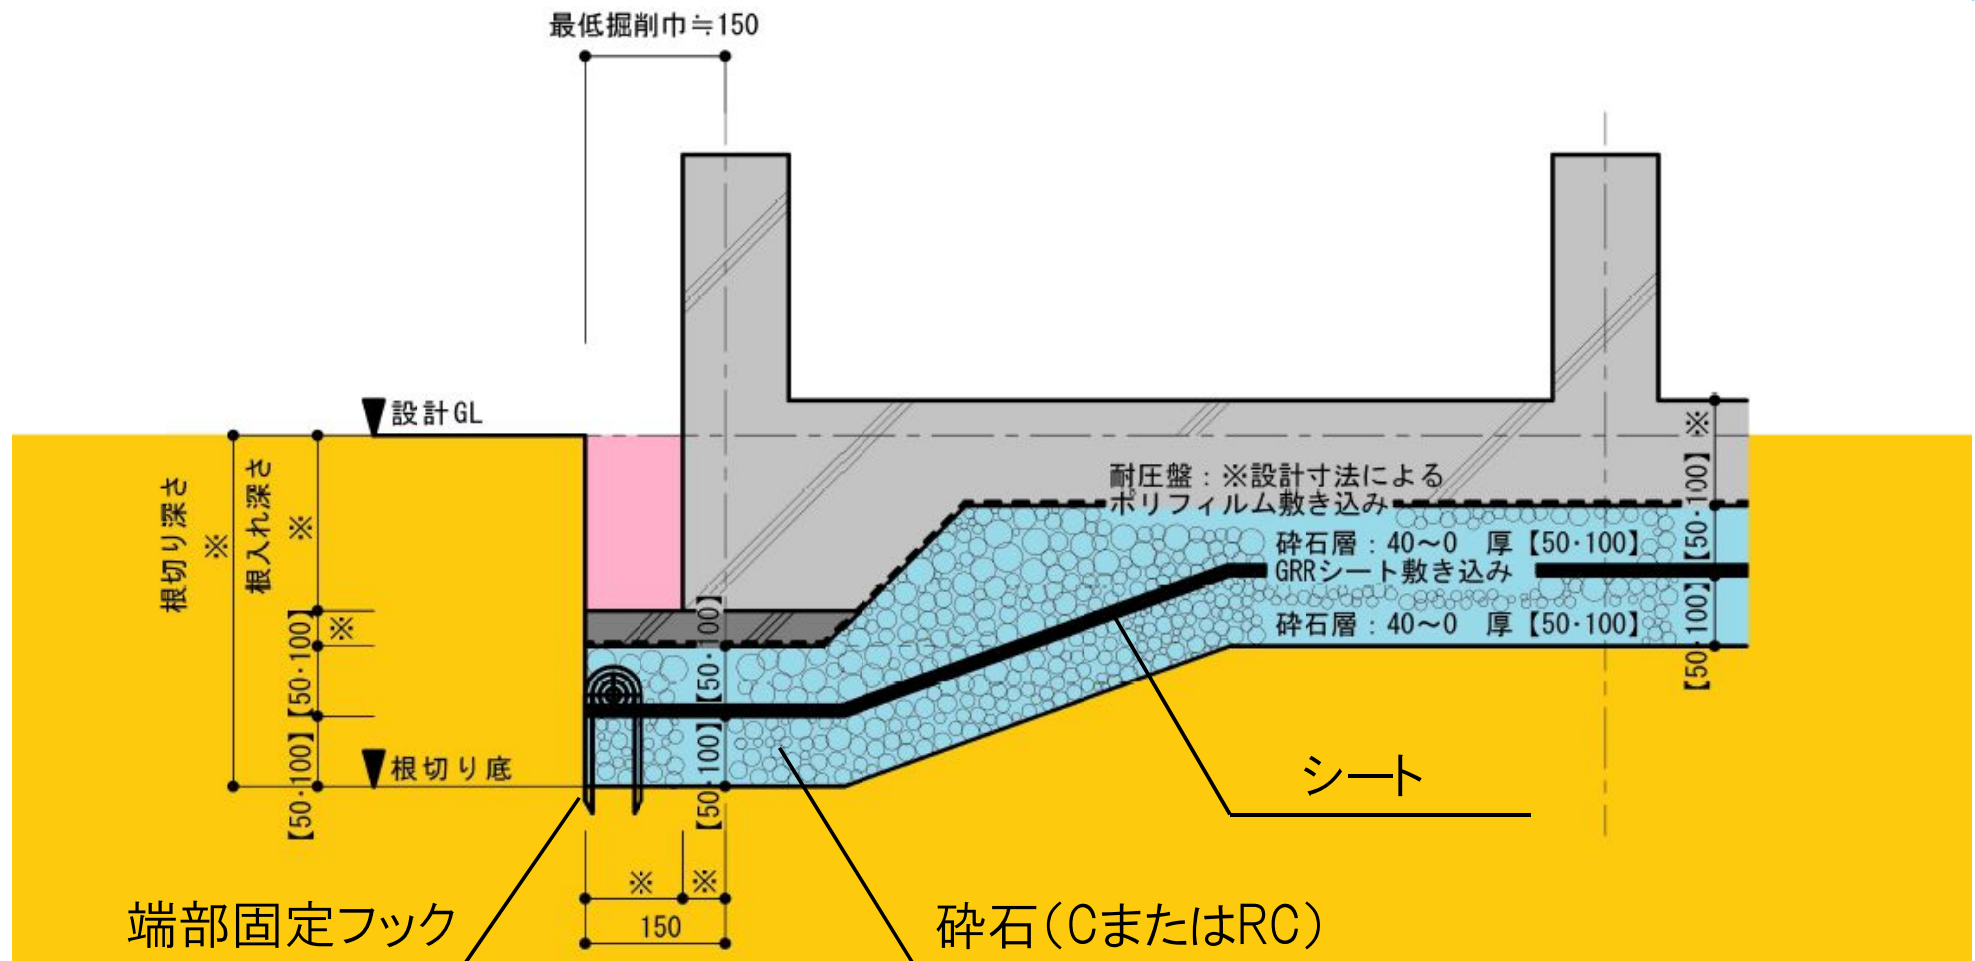 最低掘削巾≒150
設計GL
根切り深さ
※
根入れ深さ
※
※
【50·100】
【50·100】
根切り底
耐圧盤：※設計寸法による
ポリフィルム敷き込み
砕石層：40～0　厚【50·100】
GRRシート敷き込み
砕石層：40～0　厚【50·100】
※
【50·100】
【50·100】
【50·100】
【50·100】
シート
※
※
150
端部固定フック
砕石（CまたはRC）